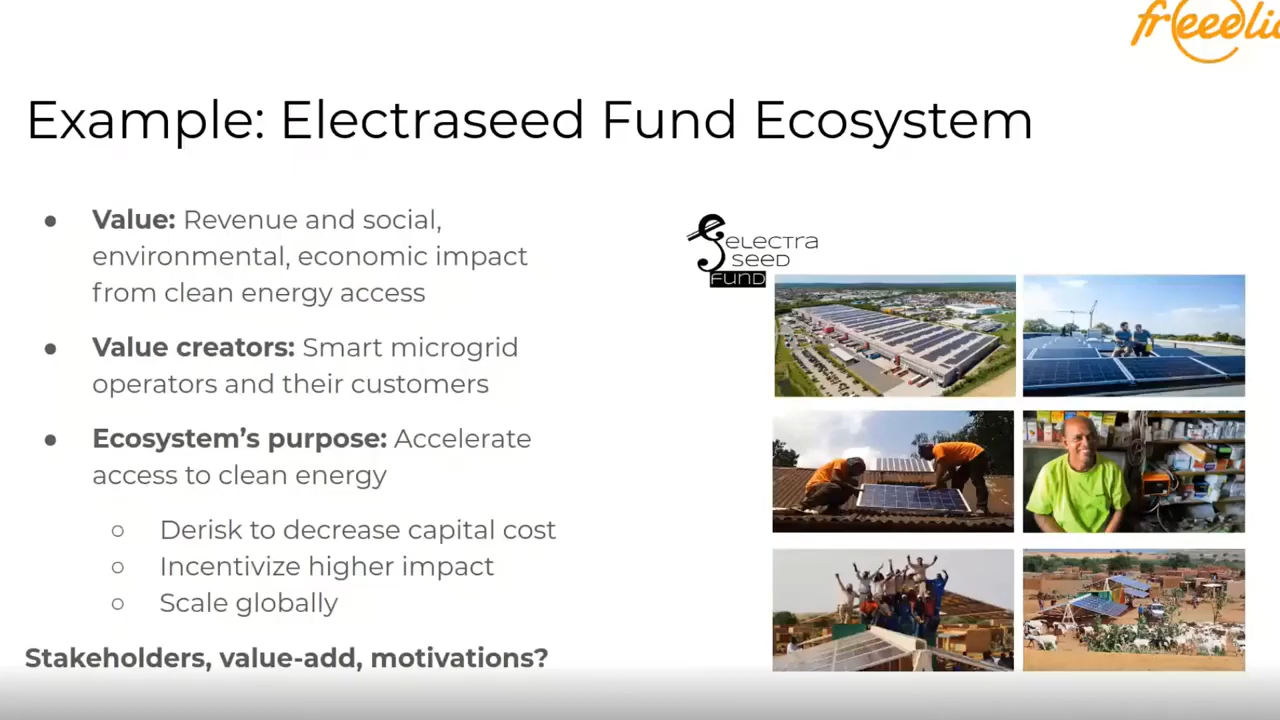 Example: Electraseed Fund Ecosystem
● Value: Revenue and social,
environmental, economic impact
from clean energy access
● Value creators: Smart microgrid
operators and their customers
● Ecosystem’s purpose: Accelerate
access to clean energy
○ Derisk to decrease capital cost
○ Incentivize higher impact
○ Scale globally
Stakeholders, value-add, motivations?
ELECTRA
SEED
FUND